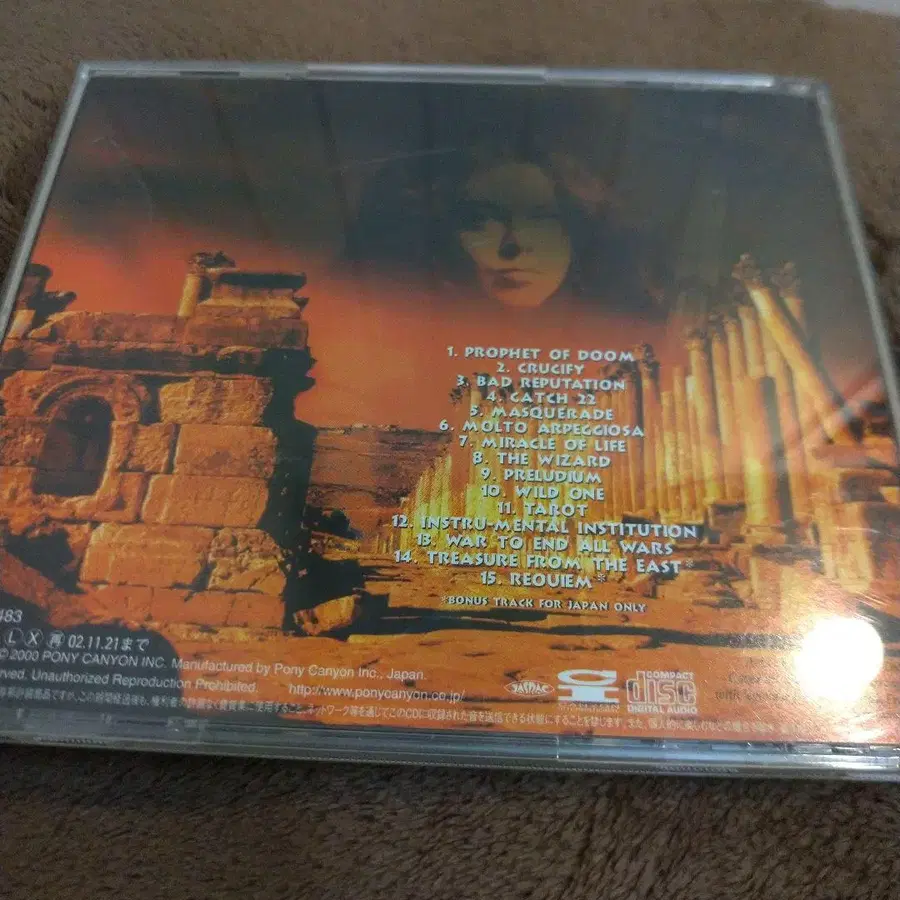 1. PROPHET OF DOOM
2. CRUCIFY
3. BAD REPUTATION
4. CATCH 22
5. MASQUERADE
6. MOLTO ARPEGGIOSA
7. MIRACLE OF LIFE
8. THE WIZARD
9. PRELUDIUM
10. WILD ONE
11. TAROT
12. INSTRU-MENTAL INSTITUTION
13. WAR TO END ALL WARS
14. TREASURE FROM THE EAST*
15. REQUIEM*
*BONUS TRACK FOR JAPAN ONLY
483
L X 再 02.11.21まで
© 2000 PONY CANYON INC. Manufactured by Pony Canyon Inc., Japan.
rved. Unauthorized Reproduction Prohibited. http://www.ponycanyon.co.jp/
JASRAC
COMPACT
disc
DIGITAL AUDIO